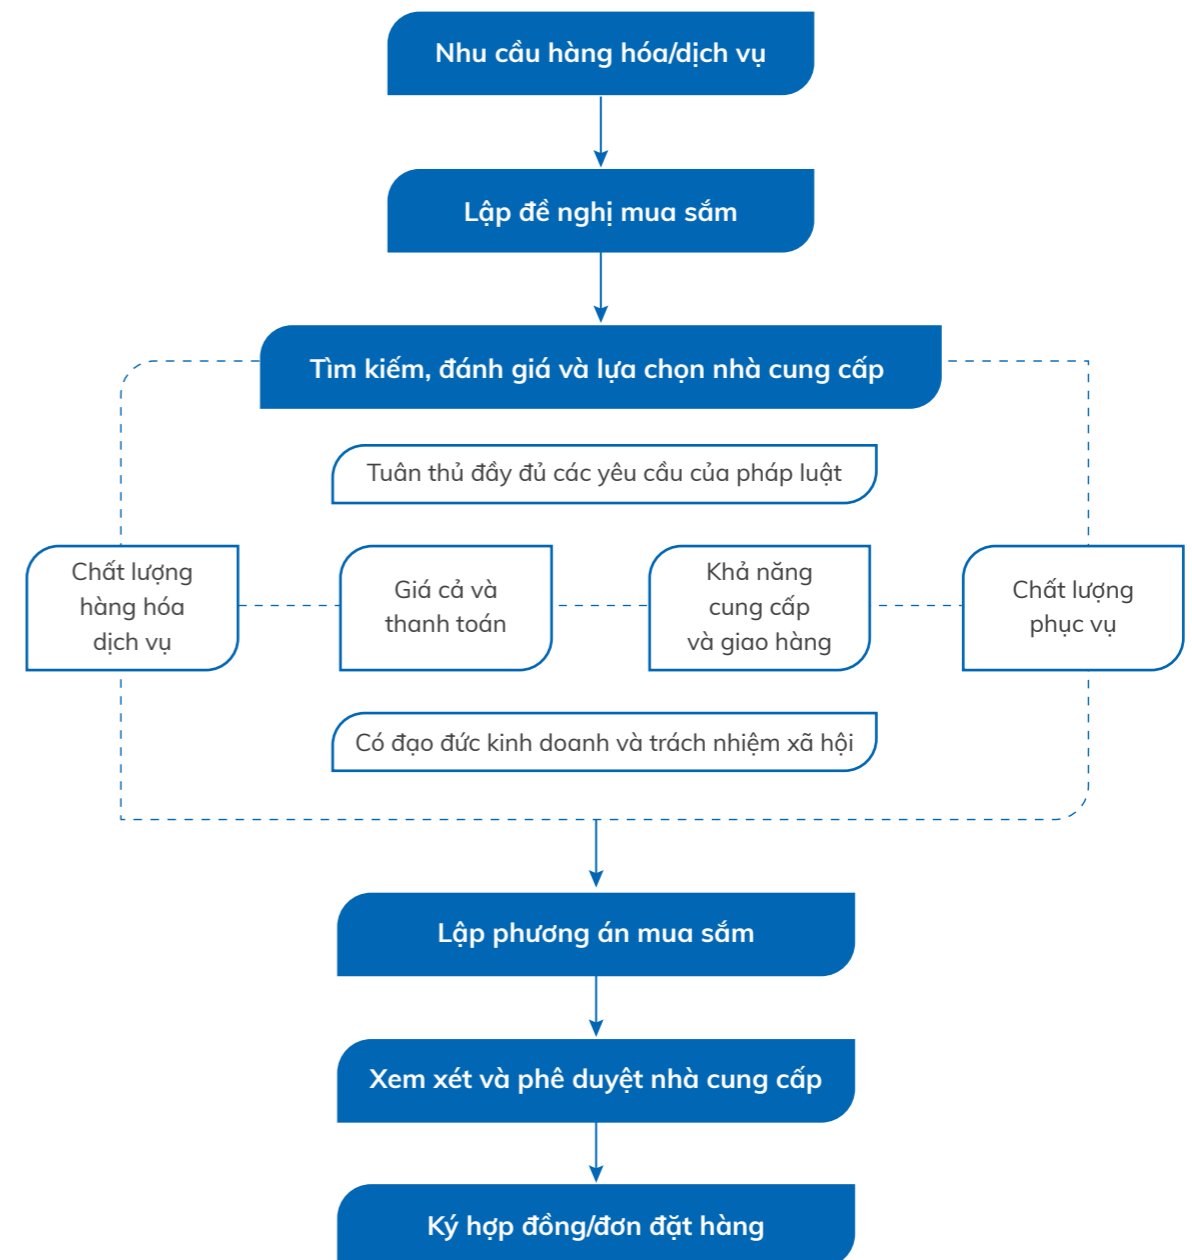 Nhu cầu hàng hóa/dịch vụ
Lập đề nghị mua sắm
Tìm kiếm, đánh giá và lựa chọn nhà cung cấp
Tuân thủ đầy đủ các yêu cầu của pháp luật
Chất lượng
hàng hóa
dịch vụ
Giá cả và
thanh toán
Khả năng
cung cấp
và giao hàng
Chất lượng
phục vụ
Có đạo đức kinh doanh và trách nhiệm xã hội
Lập phương án mua sắm
Xem xét và phê duyệt nhà cung cấp
Ký hợp đồng/đơn đặt hàng